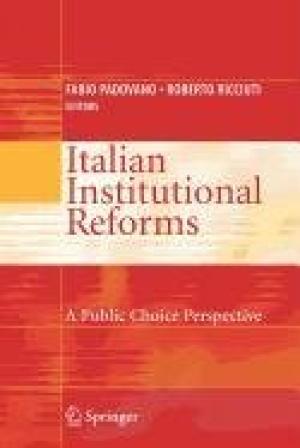 FABIO PADOVANO • ROBERTO RICCIUTI
EDITORS
Italian
Institutional
Reforms
A Public Choice Perspective
Springer